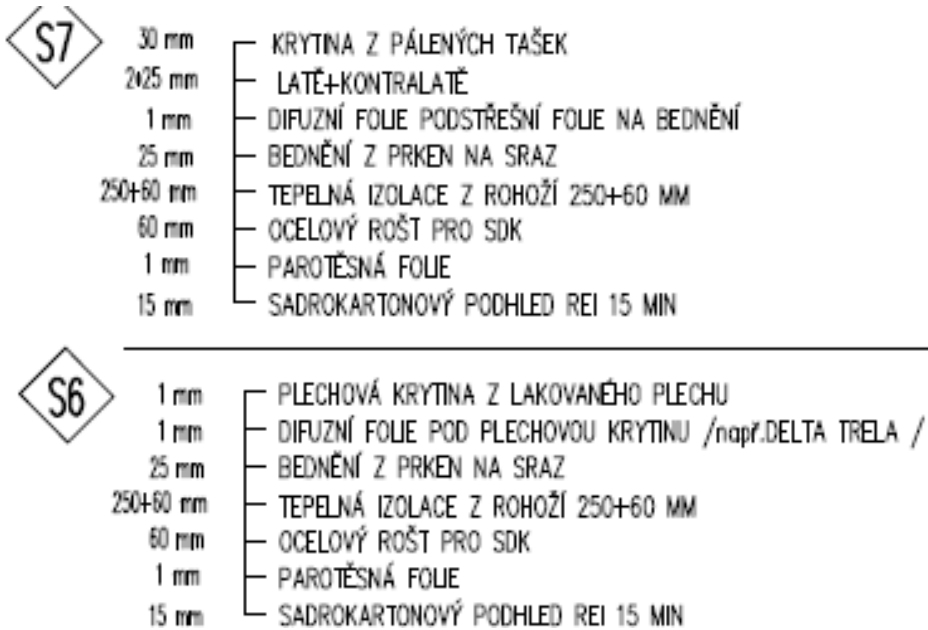 S7
30 mm KRYTINA Z PÁLENÝCH TAŠEK
2*25 mm LATĚ+KONTRALATĚ
1 mm DIFUZNÍ FOLIE PODSTŘEŠNÍ FOLIE NA BEDNĚNÍ
25 mm BEDNĚNÍ Z PRKEN NA SRAZ
250+60 mm TEPELNÁ IZOLACE Z ROHOŽÍ 250+60 MM
60 mm OCELOVÝ ROŠT PRO SDK
1 mm PAROTĚSNÁ FOLIE
15 mm SADROKARTONOVÝ PODHLED REI 15 MIN
S6
1 mm PLECHOVÁ KRYTINA Z LAKOVANÉHO PLECHU
1 mm DIFUZNÍ FOLIE POD PLECHOVOU KRYTINU /např.DELTA TRELA /
25 mm BEDNĚNÍ Z PRKEN NA SRAZ
250+60 mm TEPELNÁ IZOLACE Z ROHOŽÍ 250+60 MM
60 mm OCELOVÝ ROŠT PRO SDK
1 mm PAROTĚSNÁ FOLIE
15 mm SADROKARTONOVÝ PODHLED REI 15 MIN